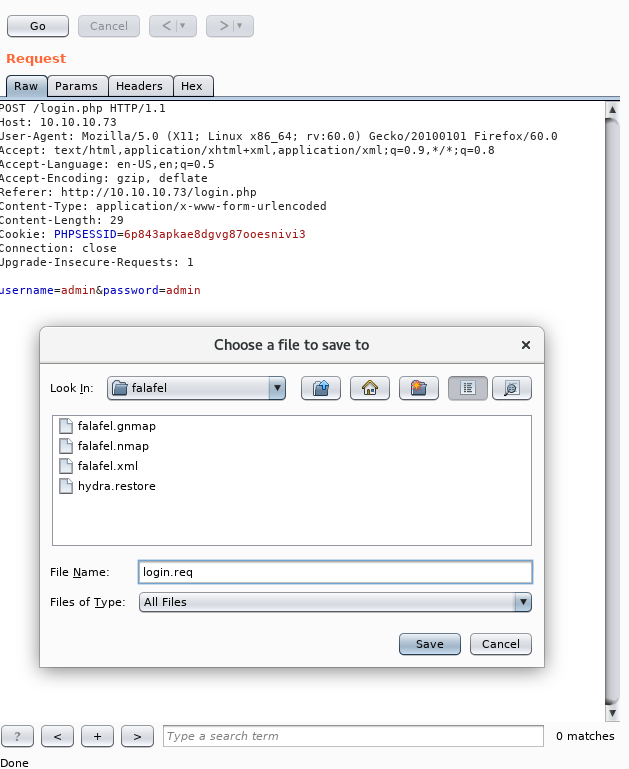 Go Cancel < >
Request
Raw Params Headers Hex
POST /login.php HTTP/1.1
Host: 10.10.10.73
User-Agent: Mozilla/5.0 (X11; Linux x86_64; rv:60.0) Gecko/20100101 Firefox/60.0
Accept: text/html,application/xhtml+xml,application/xml;q=0.9,*/*;q=0.8
Accept-Language: en-US,en;q=0.5
Accept-Encoding: gzip, deflate
Referer: http://10.10.10.73/login.php
Content-Type: application/x-www-form-urlencoded
Content-Length: 29
Cookie: PHPSESSID=6p843apkae8dgvg87ooesnivi3
Connection: close
Upgrade-Insecure-Requests: 1
username=admin&password=admin
Choose a file to save to ×
Look In: falafel
falafel.gnmap
falafel.nmap
falafel.xml
hydra.restore
File Name: login.req
Files of Type: All Files
Save Cancel
? < + > Type a search term 0 matches
Done